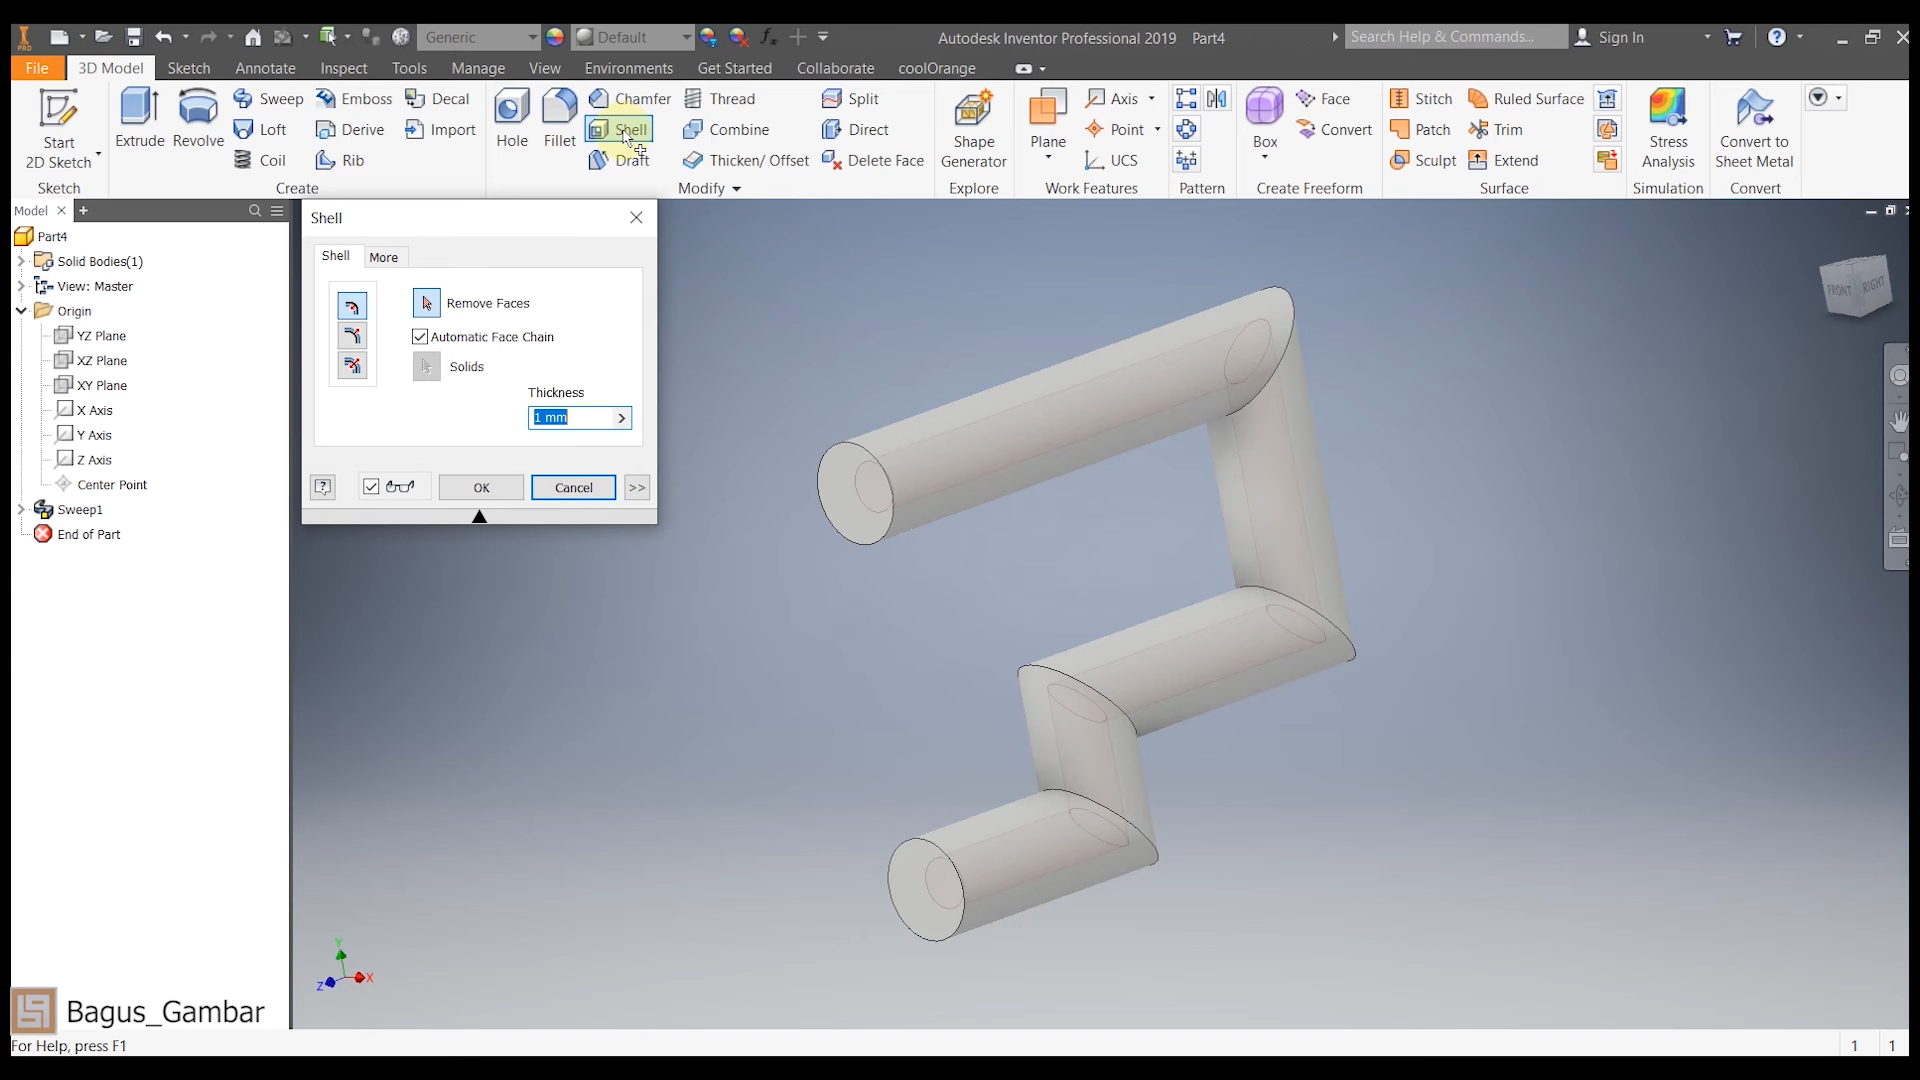 PRO
Generic
Default
Autodesk Inventor Professional 2019 Part4
Search Help & Commands...
Sign In
File
3D Model
Sketch
Annotate
Inspect
Tools
Manage
View
Environments
Get Started
Collaborate
coolOrange
Start
2D Sketch
Sketch
Extrude
Revolve
Sweep
Loft
Coil
Emboss
Derive
Rib
Decal
Import
Create
Hole
Fillet
Chamfer
Shell
Draft
Thread
Combine
Thicken/ Offset
Split
Direct
Delete Face
Modify
Shape
Generator
Explore
Plane
Axis
Point
UCS
Work Features
Pattern
Box
Face
Convert
Create Freeform
Stitch
Patch
Sculpt
Ruled Surface
Trim
Extend
Surface
Stress
Analysis
Simulation
Convert to
Sheet Metal
Convert
Model
Part4
Solid Bodies(1)
View: Master
Origin
YZ Plane
XZ Plane
XY Plane
X Axis
Y Axis
Z Axis
Center Point
Sweep1
End of Part
Shell
Shell
More
Remove Faces
Automatic Face Chain
Solids
Thickness
1 mm
OK
Cancel
>>
FRONT
RIGHT
Y
X
Z
Bagus_Gambar
For Help, press F1
1
1